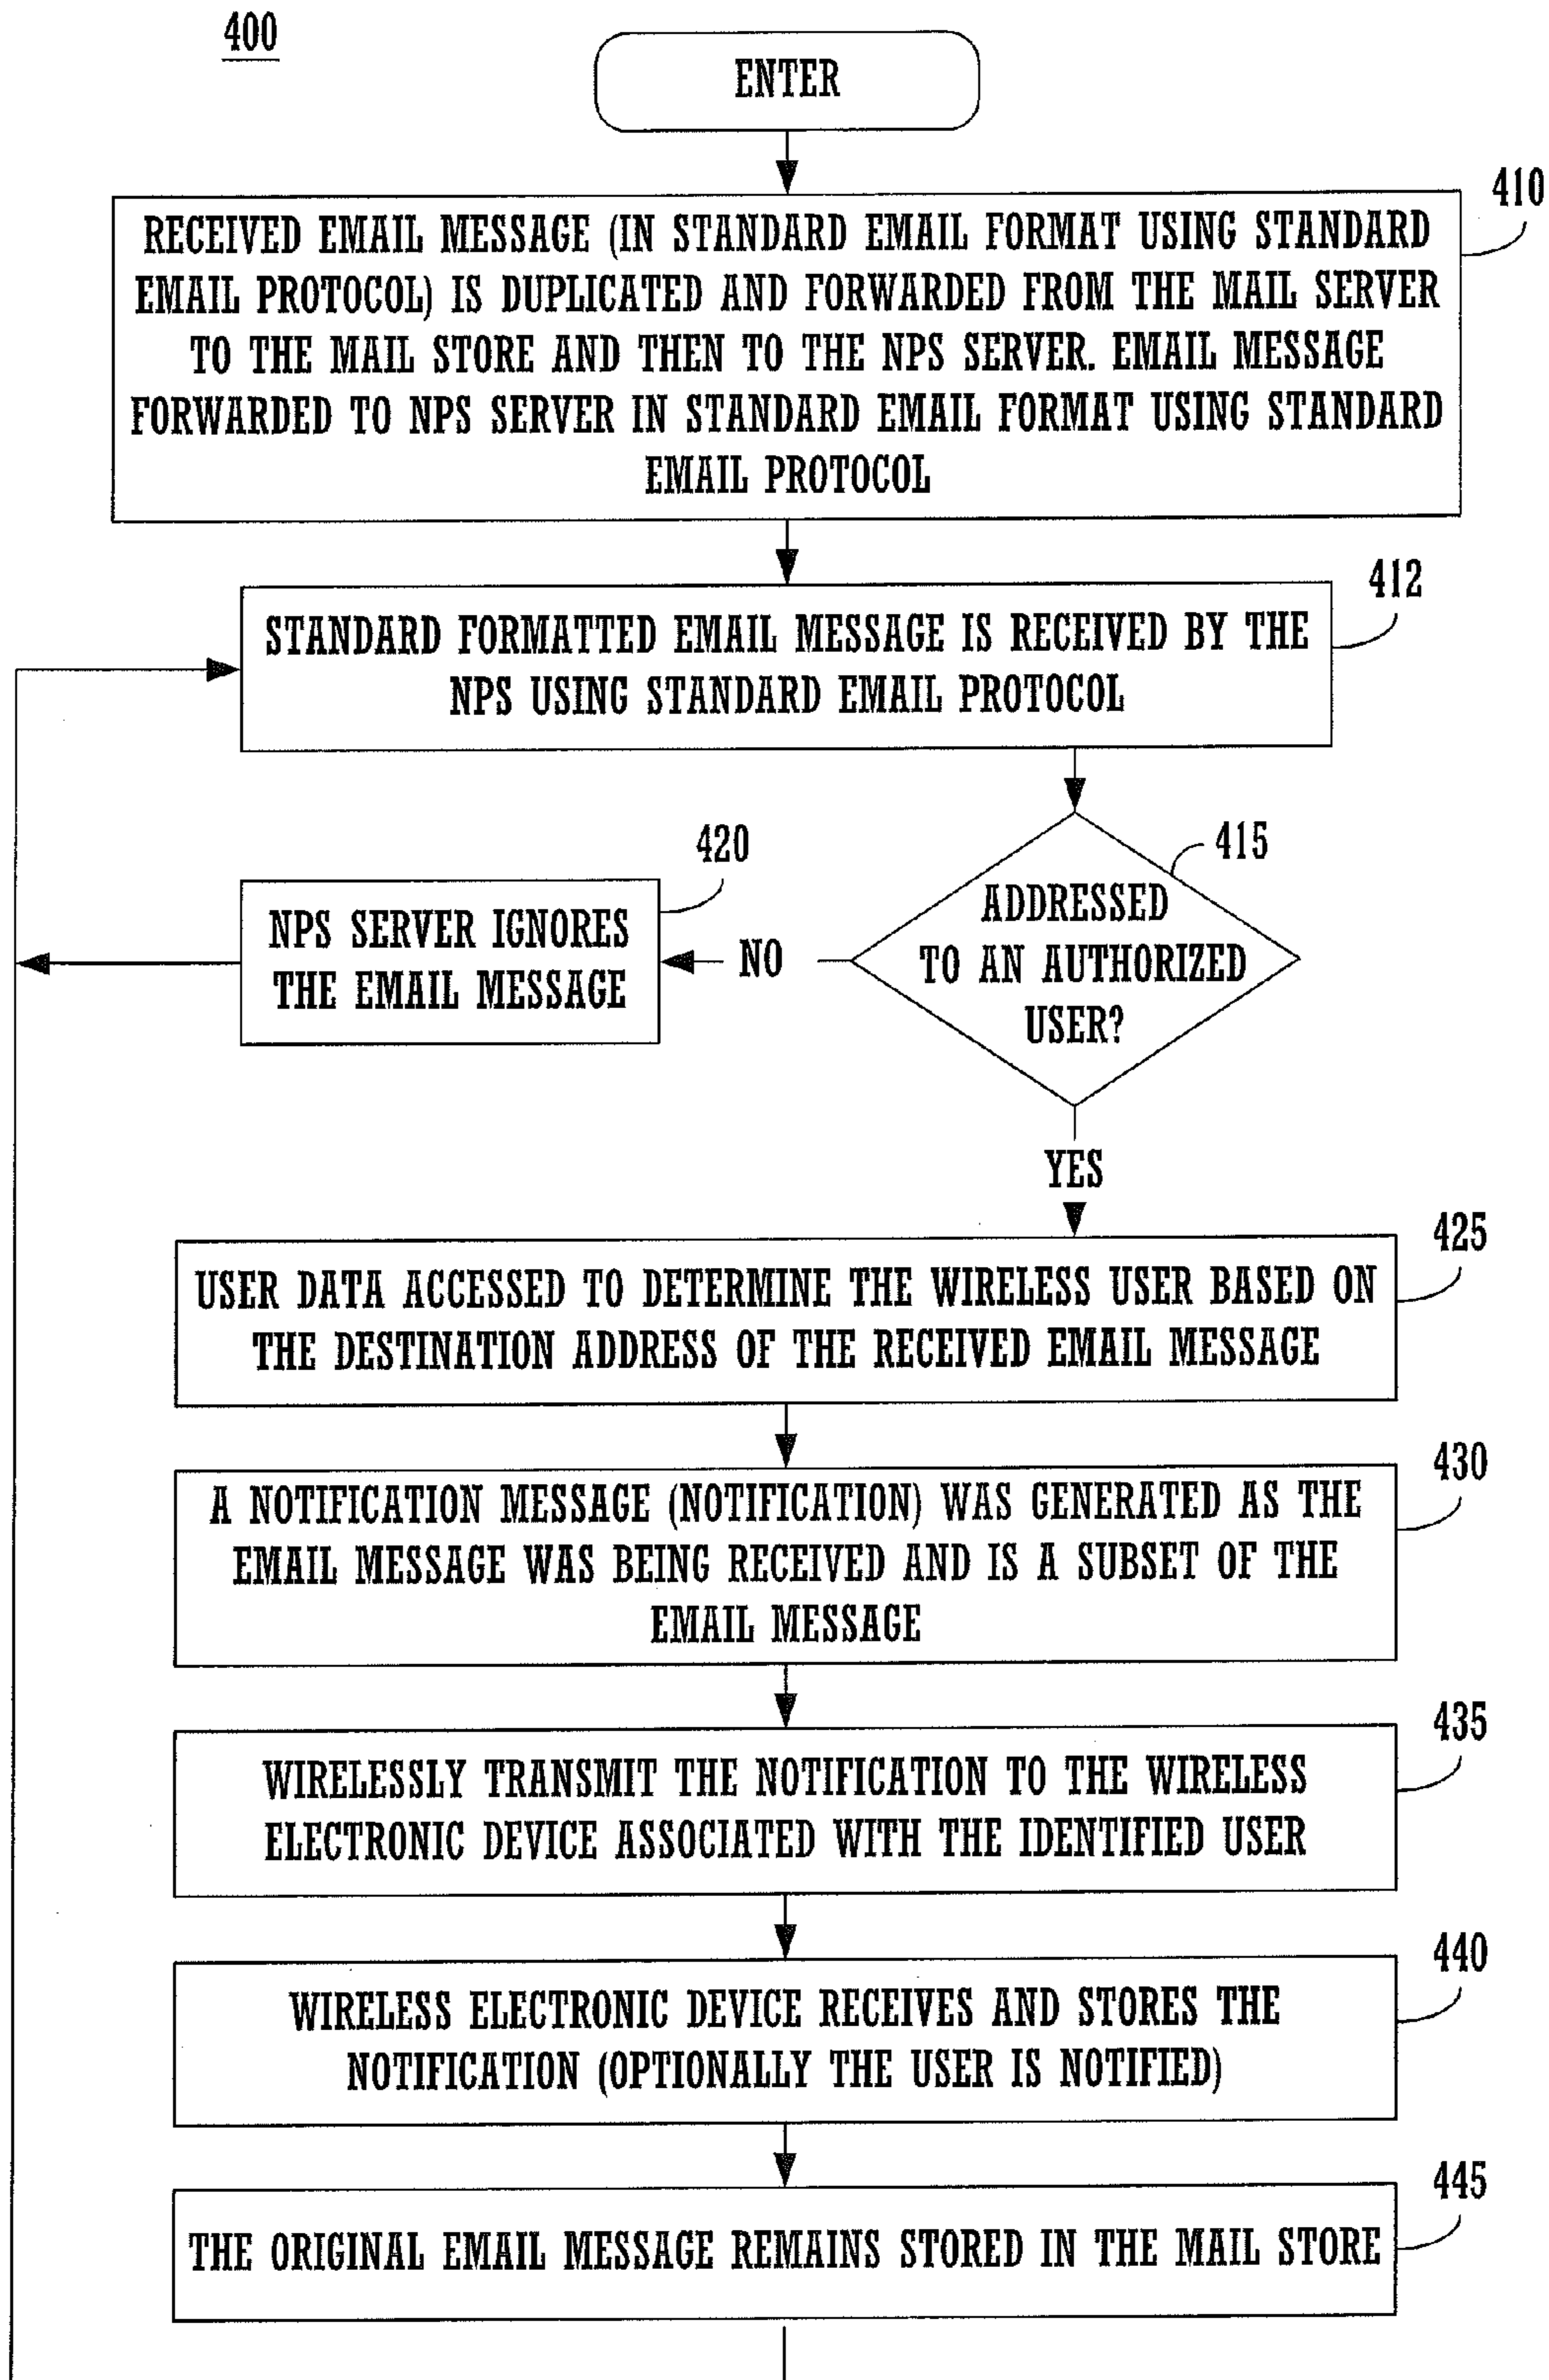 400
ENTER
410
RECEIVED EMAIL MESSAGE (IN STANDARD EMAIL FORMAT USING STANDARD
EMAIL PROTOCOL) IS DUPLICATED AND FORWARDED FROM THE MAIL SERVER
TO THE MAIL STORE AND THEN TO THE NPS SERVER. EMAIL MESSAGE
FORWARDED TO NPS SERVER IN STANDARD EMAIL FORMAT USING STANDARD
EMAIL PROTOCOL
412
STANDARD FORMATTED EMAIL MESSAGE IS RECEIVED BY THE
NPS USING STANDARD EMAIL PROTOCOL
415
ADDRESSED
TO AN AUTHORIZED
USER?
NO
420
NPS SERVER IGNORES
THE EMAIL MESSAGE
YES
425
USER DATA ACCESSED TO DETERMINE THE WIRELESS USER BASED ON
THE DESTINATION ADDRESS OF THE RECEIVED EMAIL MESSAGE
430
A NOTIFICATION MESSAGE (NOTIFICATION) WAS GENERATED AS THE
EMAIL MESSAGE WAS BEING RECEIVED AND IS A SUBSET OF THE
EMAIL MESSAGE
435
WIRELESSLY TRANSMIT THE NOTIFICATION TO THE WIRELESS
ELECTRONIC DEVICE ASSOCIATED WITH THE IDENTIFIED USER
440
WIRELESS ELECTRONIC DEVICE RECEIVES AND STORES THE
NOTIFICATION (OPTIONALLY THE USER IS NOTIFIED)
445
THE ORIGINAL EMAIL MESSAGE REMAINS STORED IN THE MAIL STORE